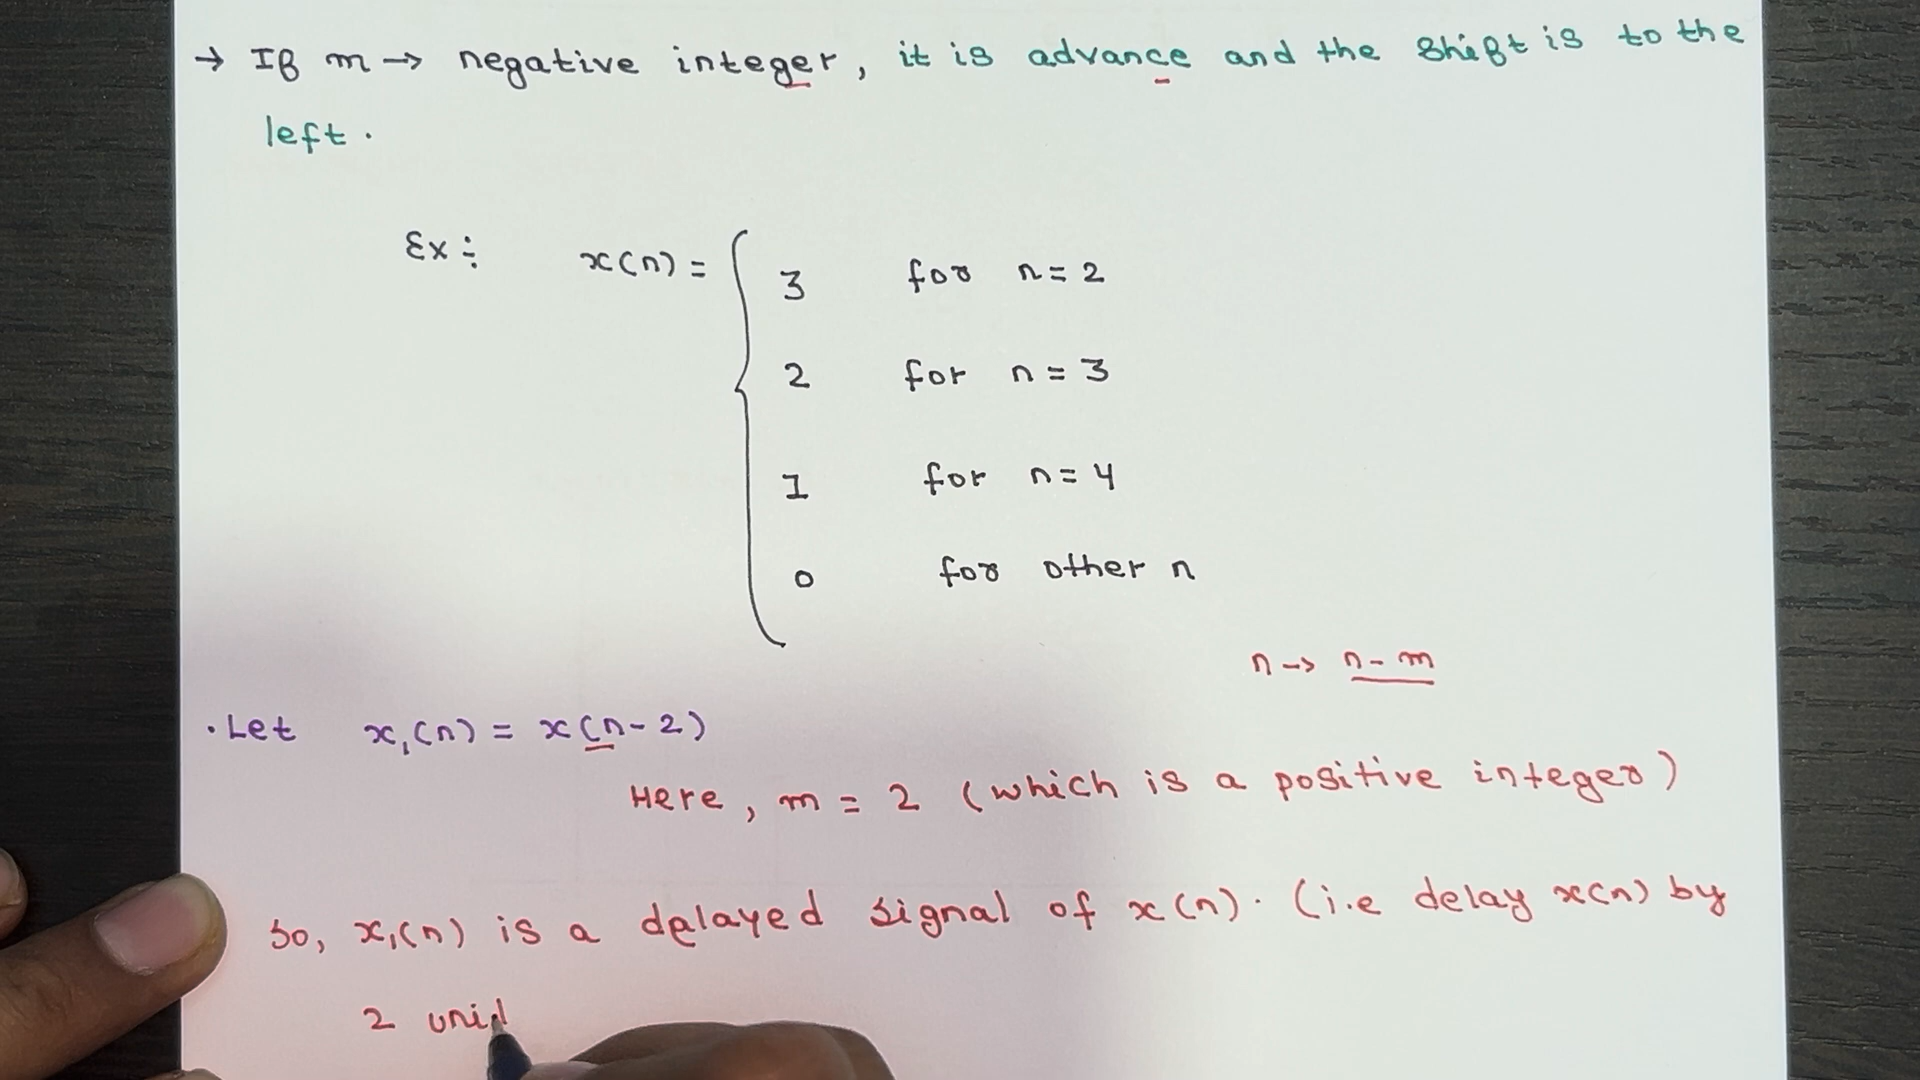 → If m → negative integer, it is advance and the shift is to the
left.
Ex: x(n) = { 3 for n = 2
2 for n = 3
1 for n = 4
0 for other n
n → n - m
. Let x₁(n) = x(n-2)
Here, m = 2 (which is a positive integer)
So, x₁(n) is a delayed signal of x(n). (i.e delay x(n) by
2 unit